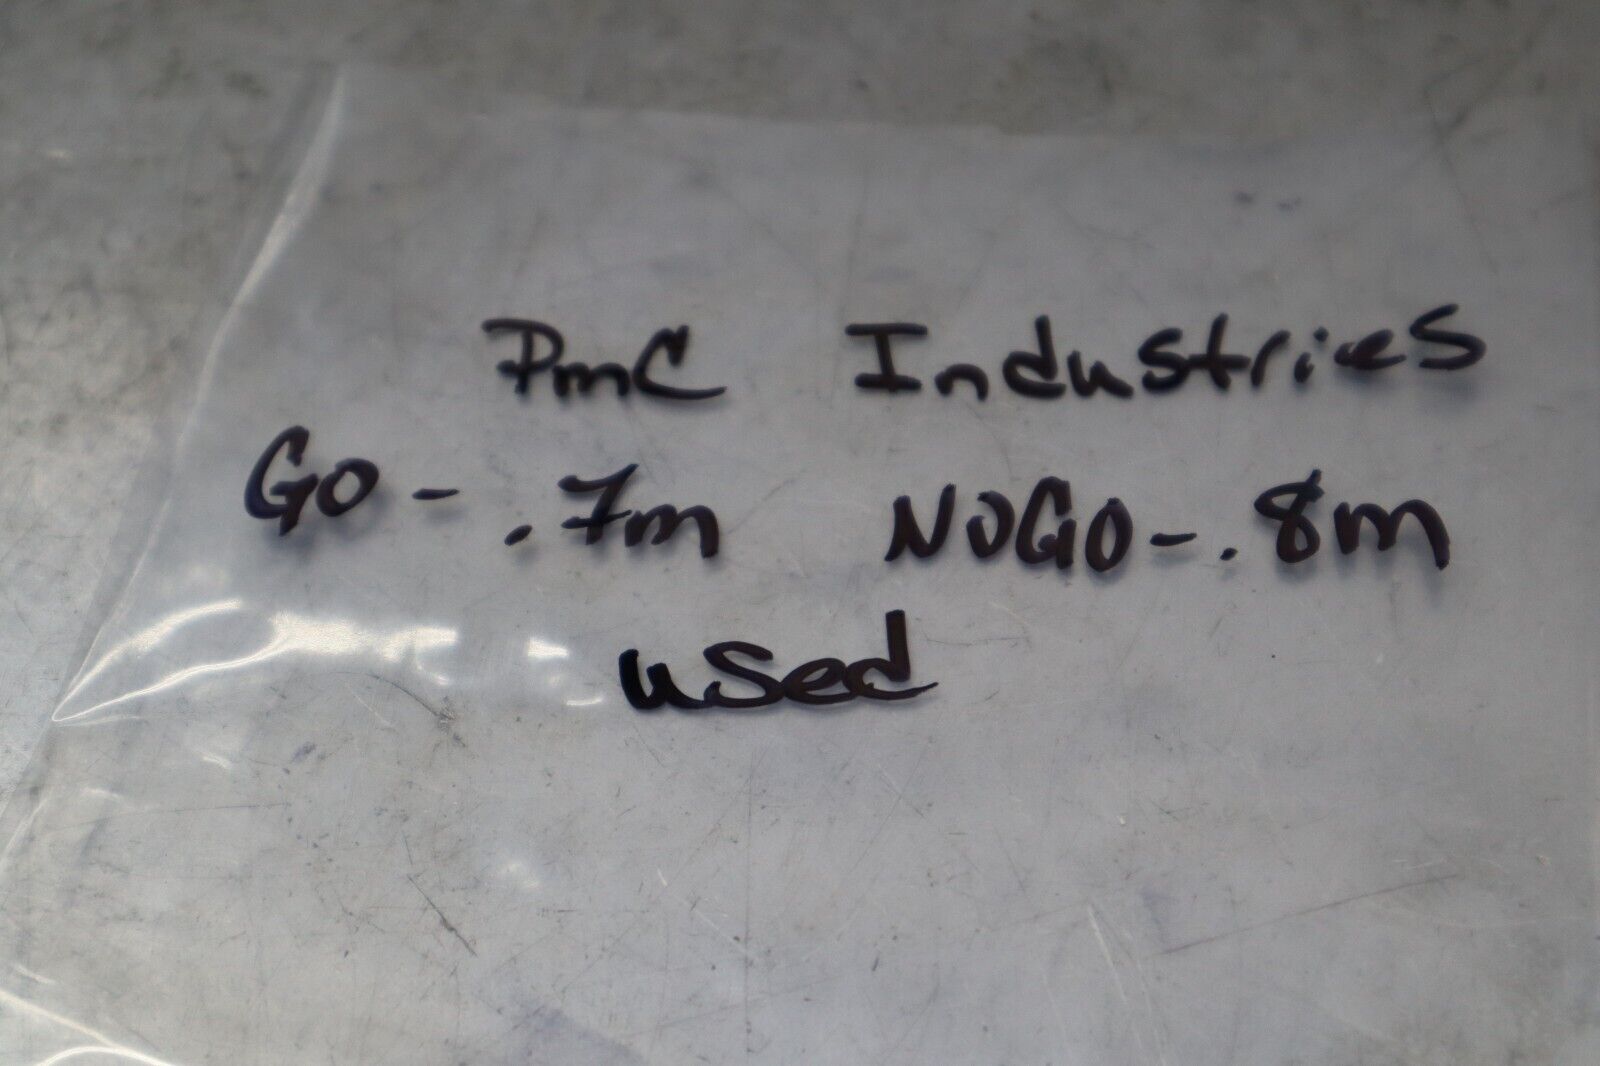 PmC Industries
GO - .7m NOGO - .8m
used